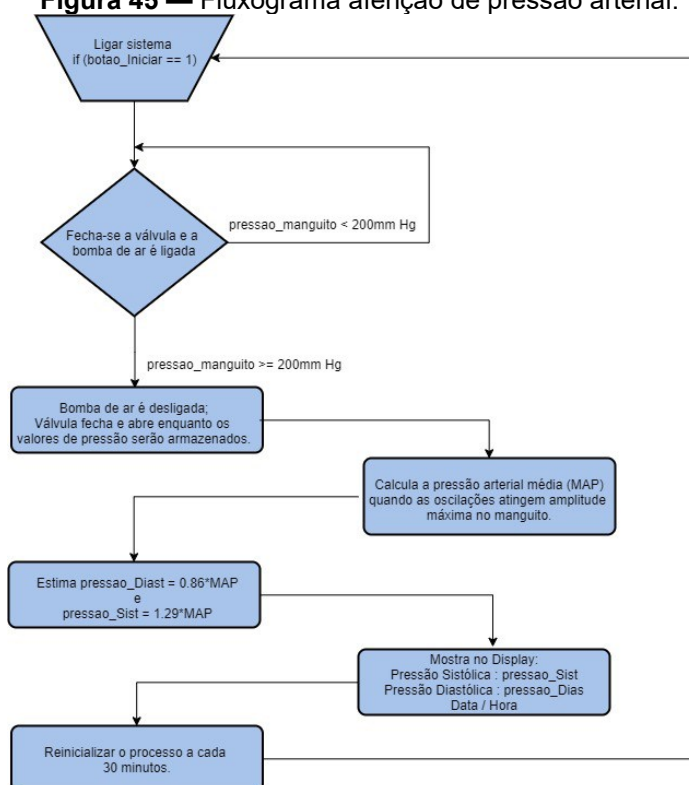 Figura 45 — Fluxograma aferição de pressão arterial.
Ligar sistema
if (botao_Iniciar == 1)
pressao_manguito < 200mm Hg
Fecha-se a válvula e a
bomba de ar é ligada
pressao_manguito >= 200mm Hg
Bomba de ar é desligada;
Válvula fecha e abre enquanto os
valores de pressão serão armazenados.
Calcula a pressão arterial média (MAP)
quando as oscilações atingem amplitude
máxima no manguito.
Estima pressao_Diast = 0.86*MAP
e
pressao_Sist = 1.29*MAP
Mostra no Display:
Pressão Sistólica : pressao_Sist
Pressão Diastólica : pressao_Dias
Data / Hora
Reinicializar o processo a cada
30 minutos.